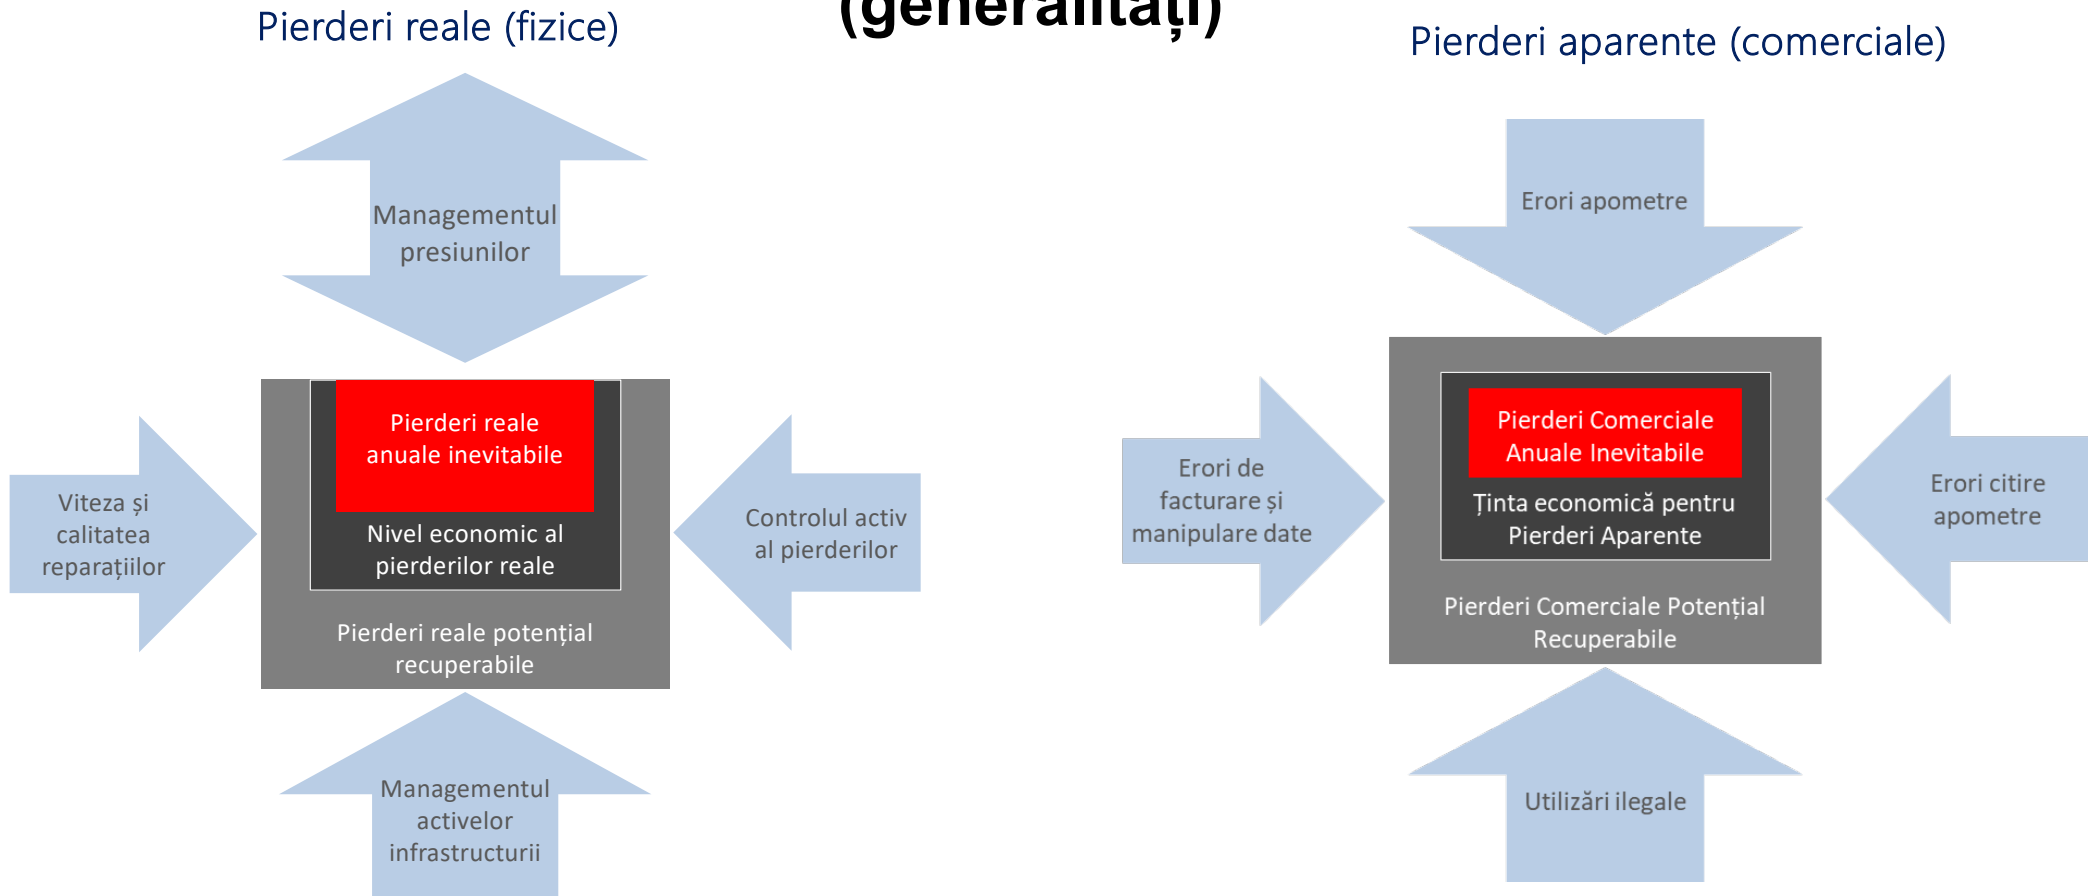 (generalități)
Pierderi reale (fizice)
Managementul
presiunilor
Viteza și
calitatea
reparațiilor
Pierderi reale
anuale inevitabile
Nivel economic al
pierderilor reale
Pierderi reale potențial
recuperabile
Controlul activ
al pierderilor
Managementul
activelor
infrastructurii
Pierderi aparente (comerciale)
Erori apometre
Erori de
facturare și
manipulare date
Pierderi Comerciale
Anuale Inevitabile
Ținta economică pentru
Pierderi Aparente
Pierderi Comerciale Potențial
Recuperabile
Erori citire
apometre
Utilizări ilegale